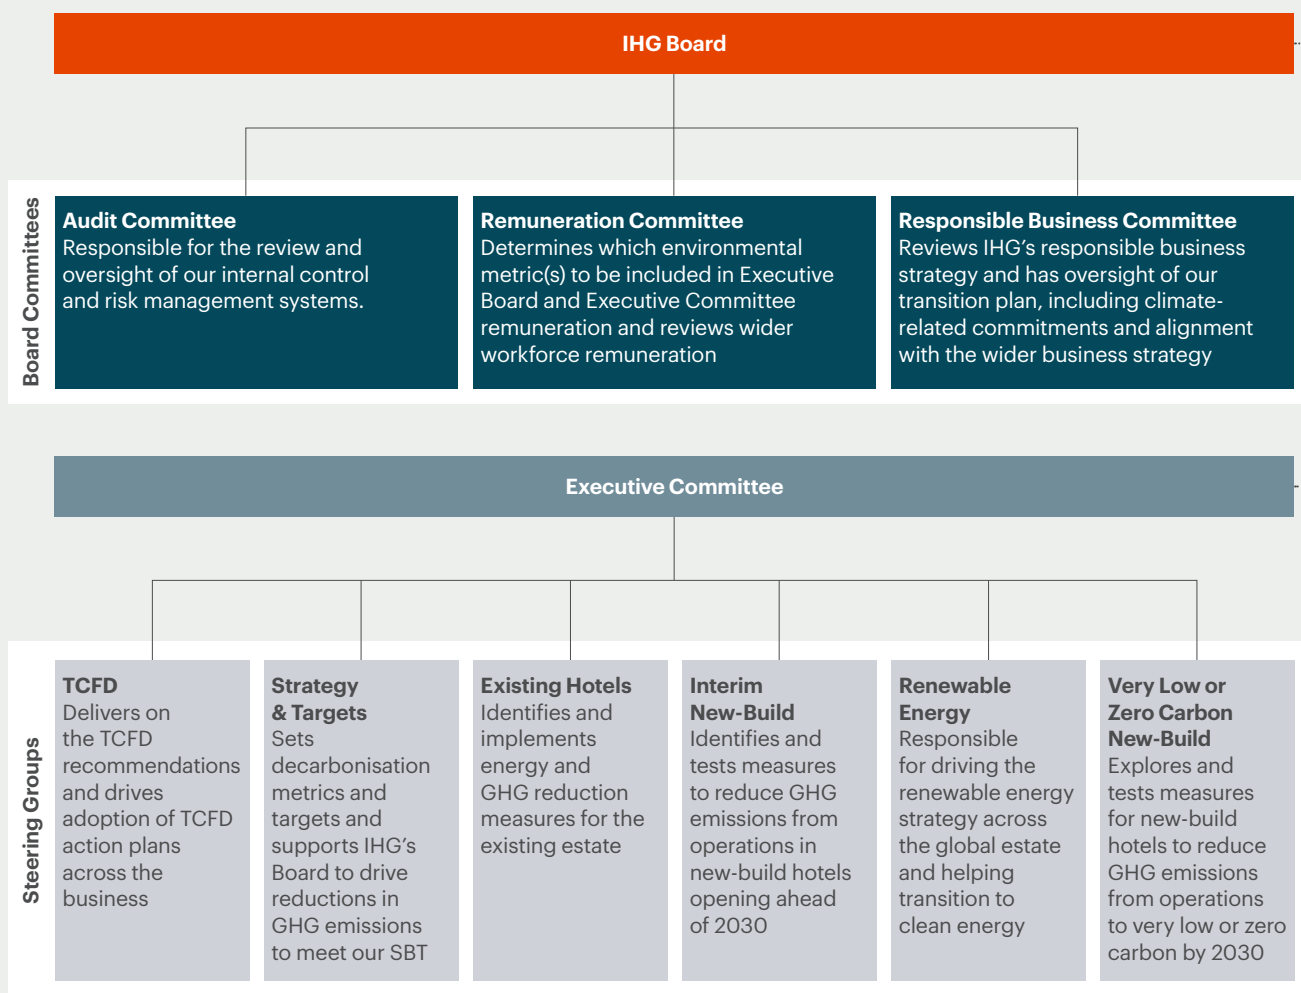 IHG Board
Board Committees
Audit Committee
Responsible for the review and
oversight of our internal control
and risk management systems.
Remuneration Committee
Determines which environmental
metric(s) to be included in Executive
Board and Executive Committee
remuneration and reviews wider
workforce remuneration
Responsible Business Committee
Reviews IHG’s responsible business
strategy and has oversight of our
transition plan, including climate-
related commitments and alignment
with the wider business strategy
Executive Committee
Steering Groups
TCFD
Delivers on
the TCFD
recommendations
and drives
adoption of TCFD
action plans
across the
business
Strategy
& Targets
Sets
decarbonisation
metrics and
targets and
supports IHG’s
Board to drive
reductions in
GHG emissions
to meet our SBT
Existing Hotels
Identifies and
implements
energy and
GHG reduction
measures for the
existing estate
Interim
New-Build
Identifies and
tests measures
to reduce GHG
emissions from
operations in
new-build hotels
opening ahead
of 2030
Renewable
Energy
Responsible
for driving the
renewable energy
strategy across
the global estate
and helping
transition to
clean energy
Very Low or
Zero Carbon
New-Build
Explores and
tests measures
for new-build
hotels to reduce
GHG emissions
from operations
to very low or zero
carbon by 2030